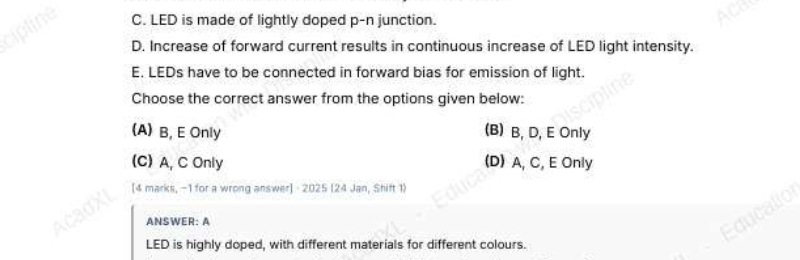 C. LED is made of lightly doped p-n junction.
D. Increase of forward current results in continuous increase of LED light intensity.
E. LEDs have to be connected in forward bias for emission of light.
Choose the correct answer from the options given below:
(A) B, E Only
(B) B, D, E Only
(C) A, C Only
(D) A, C, E Only
[4 marks, −1 for a wrong answer] · 2025 (24 Jan, Shift 1)
ANSWER: A
LED is highly doped, with different materials for different colours.